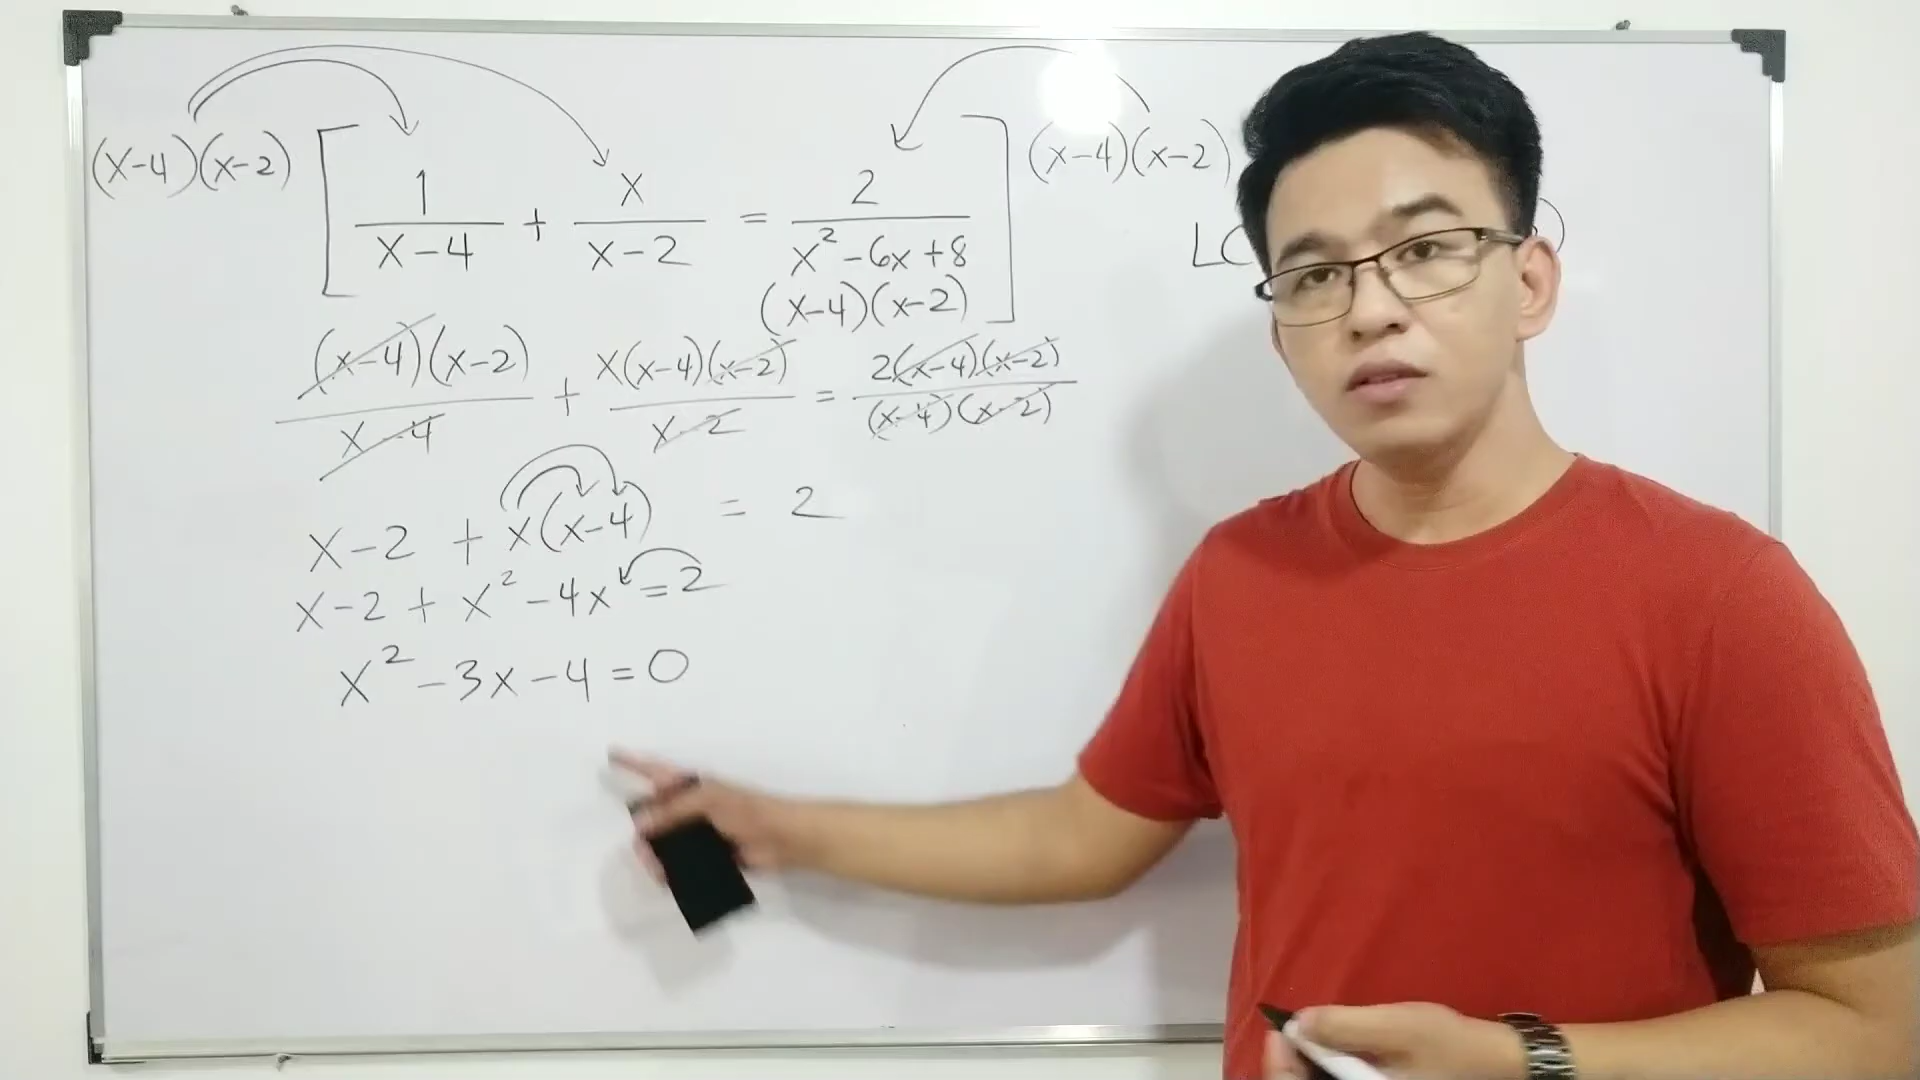 (x-4)(x-2) [ 1/(x-4) + x/(x-2) = 2/(x²-6x+8) ] (x-4)(x-2)
(x-4)(x-2)
LC
(x-4)(x-2)/(x-4) + x(x-4)(x-2)/(x-2) = 2(x-4)(x-2)/(x-4)(x-2)
x-2 + x(x-4) = 2
x-2 + x²-4x = 2
x²-3x-4=0